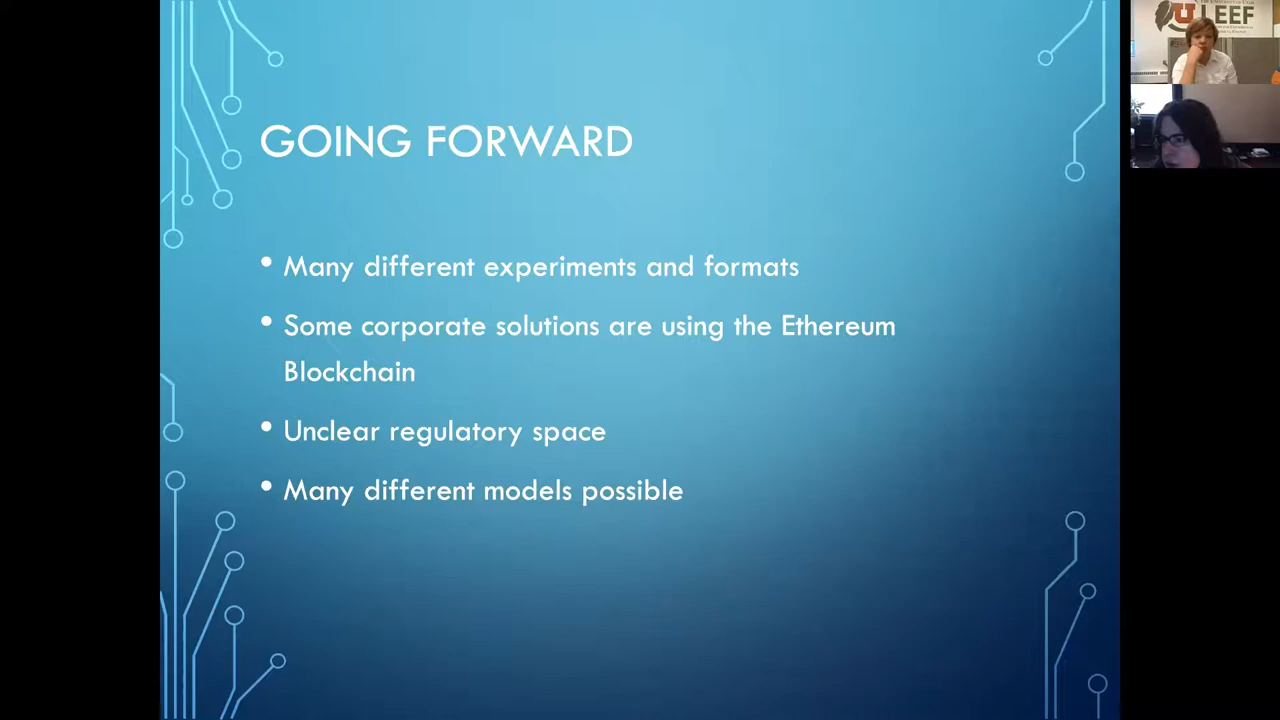 GOING FORWARD
• Many different experiments and formats
• Some corporate solutions are using the Ethereum
Blockchain
• Unclear regulatory space
• Many different models possible
U LEEF